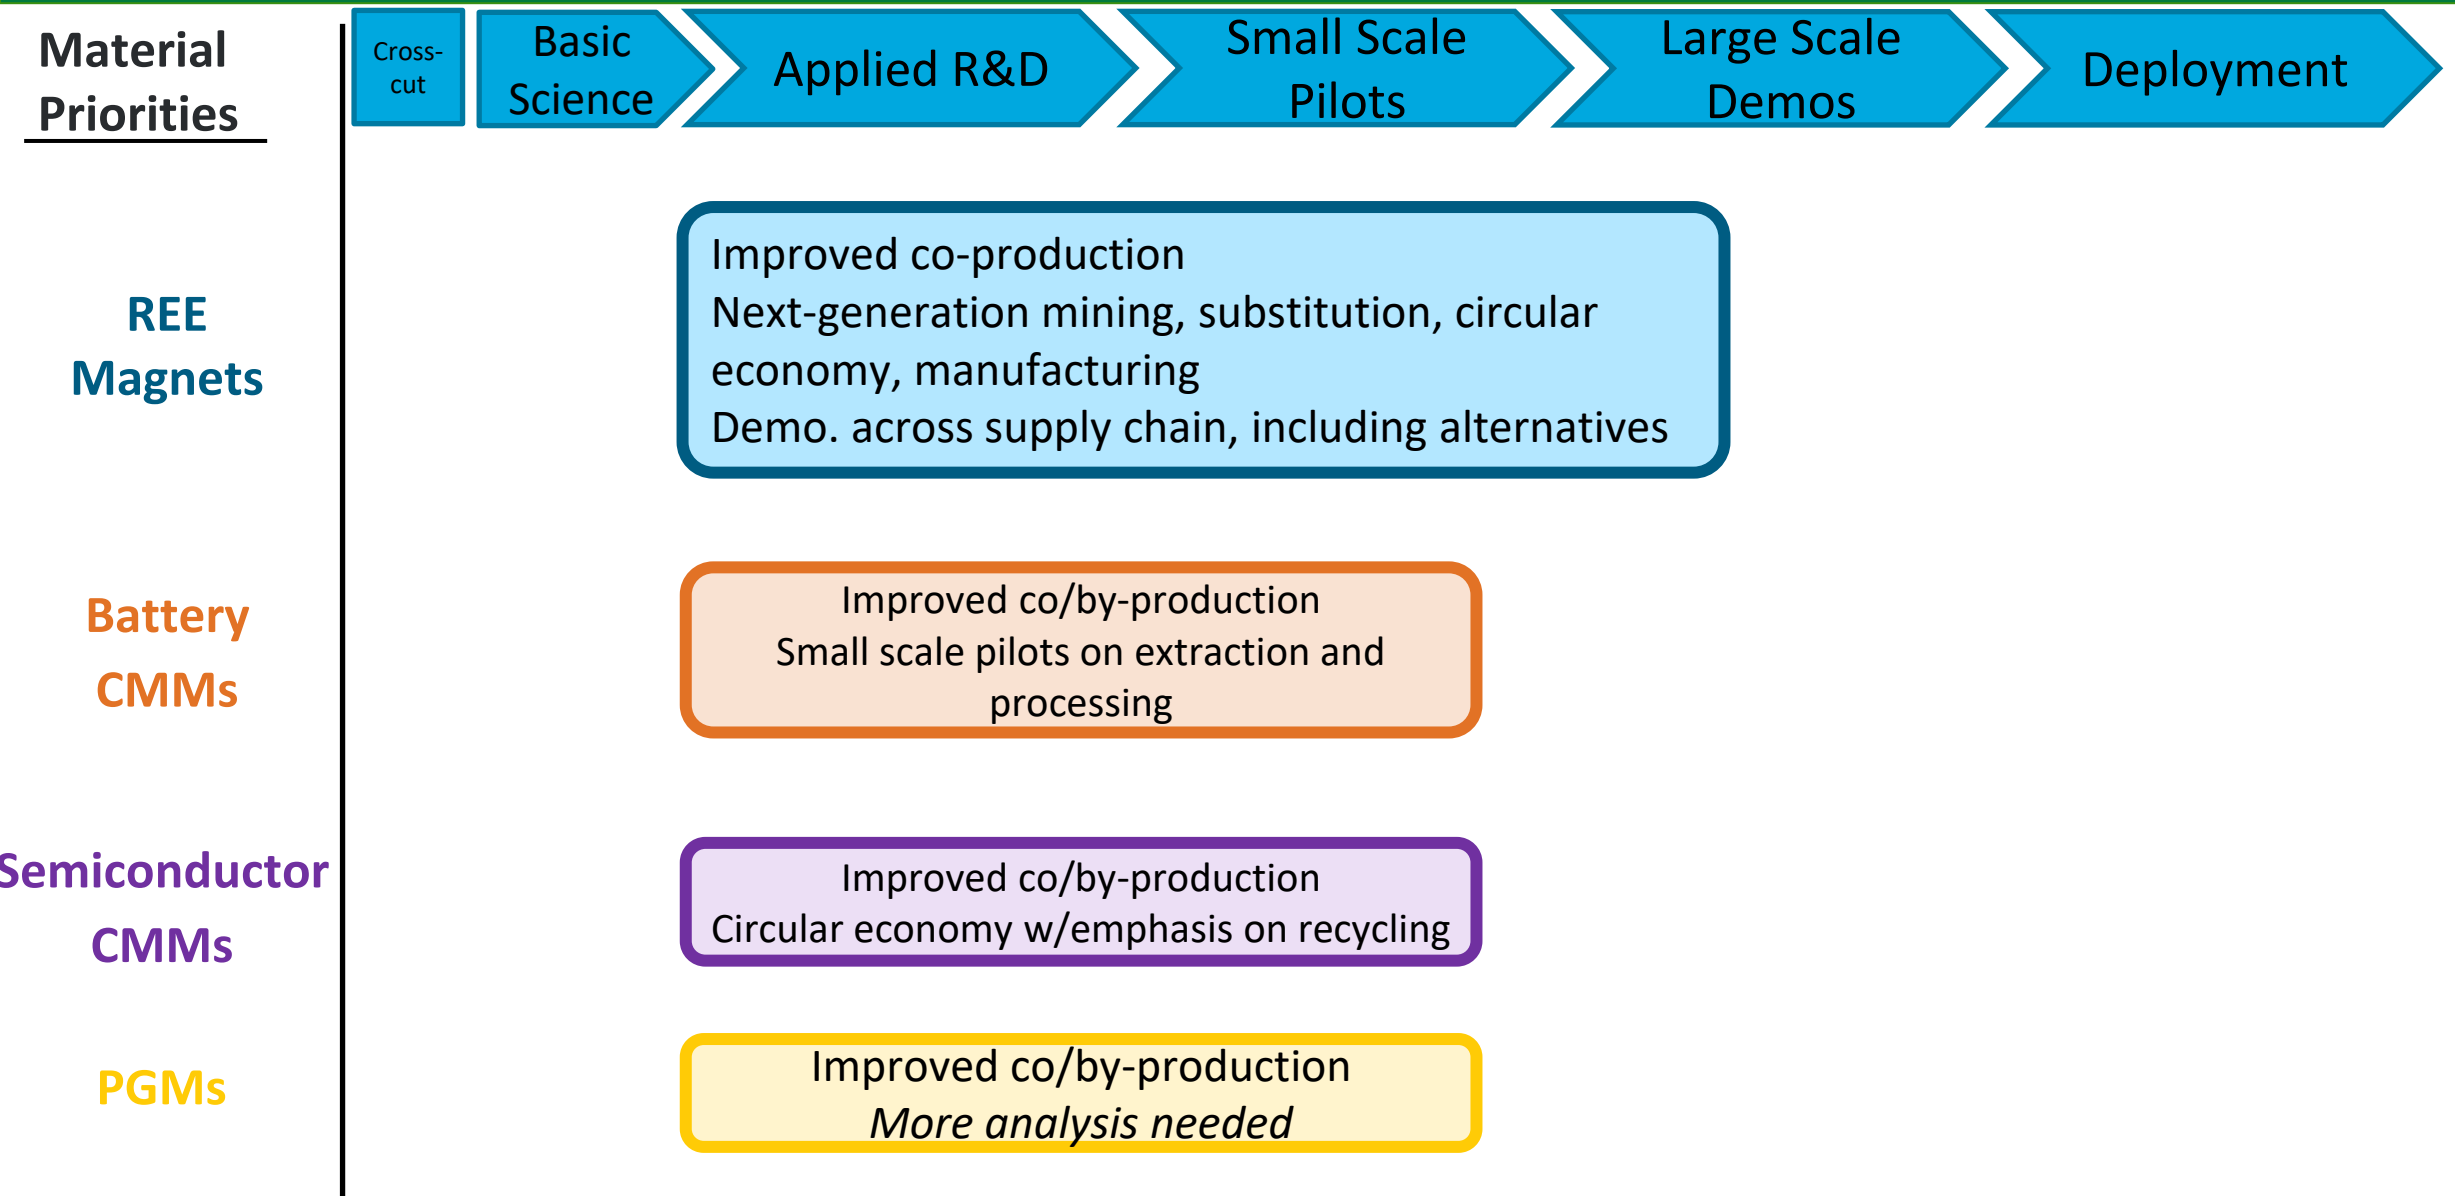 Material
Priorities
Cross-
cut
Basic
Science
Applied R&D
Small Scale
Pilots
Large Scale
Demos
Deployment
REE
Magnets
Improved co-production
Next-generation mining, substitution, circular
economy, manufacturing
Demo. across supply chain, including alternatives
Battery
CMMs
Improved co/by-production
Small scale pilots on extraction and
processing
Semiconductor
CMMs
Improved co/by-production
Circular economy w/emphasis on recycling
PGMs
Improved co/by-production
More analysis needed